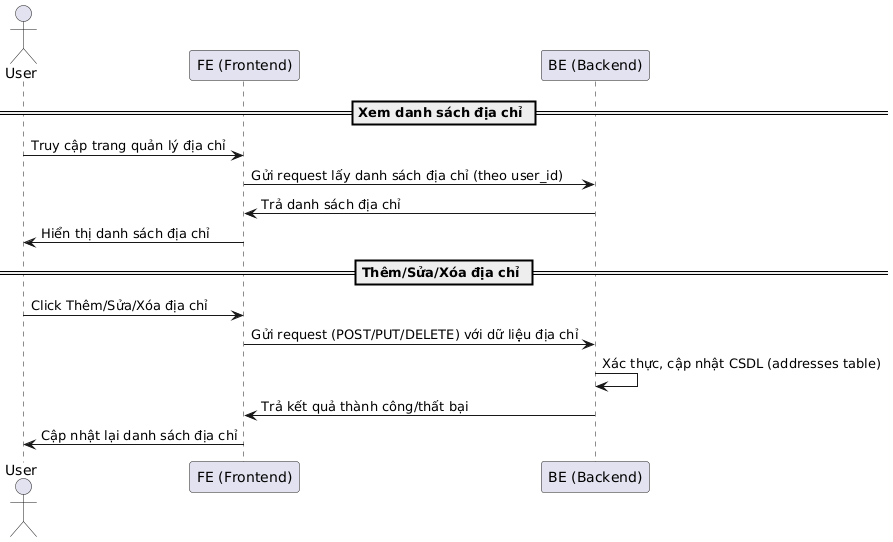 User
FE (Frontend)
BE (Backend)
Xem danh sách địa chỉ
Truy cập trang quản lý địa chỉ
Gửi request lấy danh sách địa chỉ (theo user_id)
Trả danh sách địa chỉ
Hiển thị danh sách địa chỉ
Thêm/Sửa/Xóa địa chỉ
Click Thêm/Sửa/Xóa địa chỉ
Gửi request (POST/PUT/DELETE) với dữ liệu địa chỉ
Xác thực, cập nhật CSDL (addresses table)
Trả kết quả thành công/thất bại
Cập nhật lại danh sách địa chỉ
User
FE (Frontend)
BE (Backend)